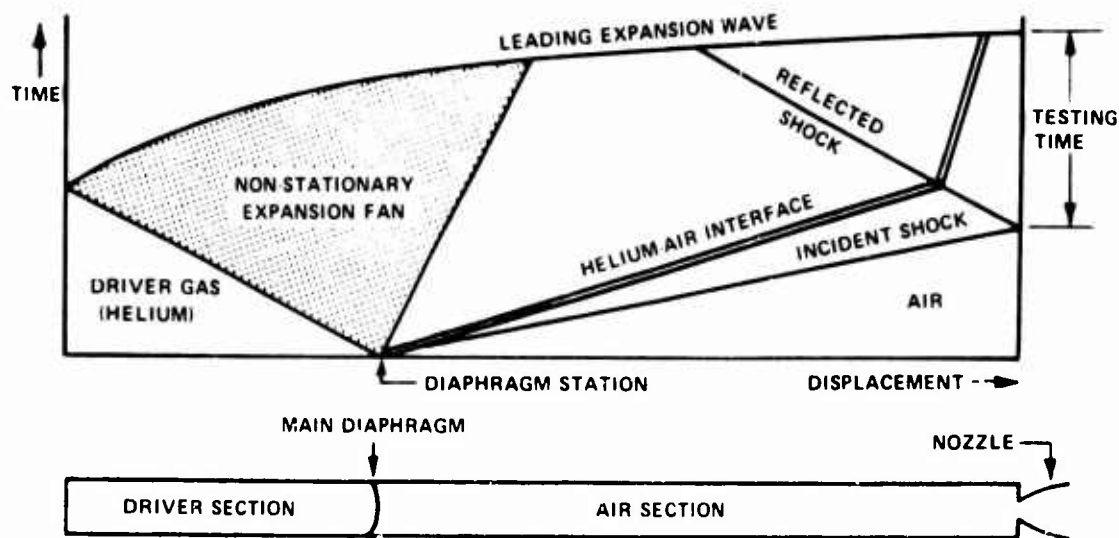 LEADING EXPANSION WAVE
TIME
REFLECTED
SHOCK
TESTING
TIME
NON-STATIONARY
EXPANSION FAN
HELIUM-AIR INTERFACE
INCIDENT SHOCK
DRIVER GAS
(HELIUM)
AIR
DIAPHRAGM STATION
DISPLACEMENT
MAIN DIAPHRAGM
NOZZLE
DRIVER SECTION
AIR SECTION